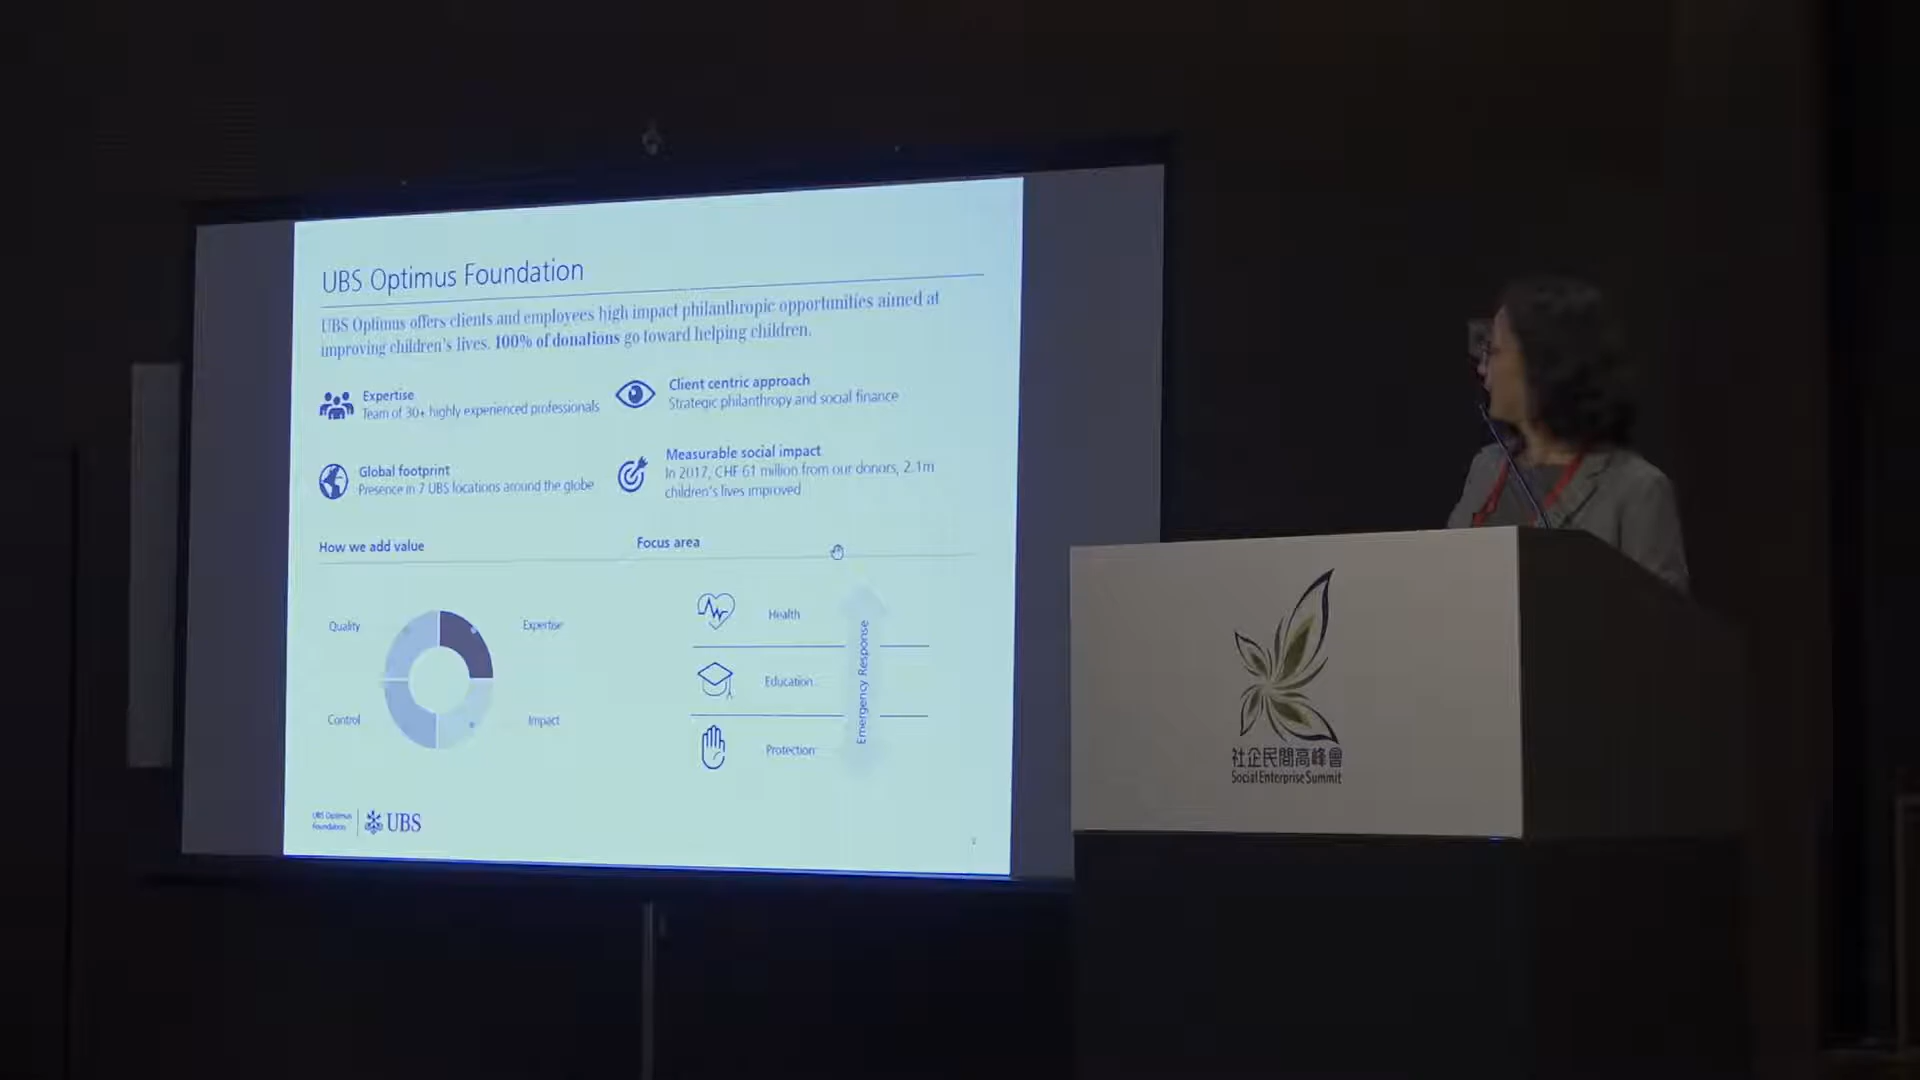 UBS Optimus Foundation
UBS Optimus offers clients and employees high impact philanthropic opportunities aimed at
improving children's lives. 100% of donations go toward helping children.
Expertise
Team of 30+ highly experienced professionals
Client centric approach
Strategic philanthropy and social finance
Global footprint
Presence in 7 UBS locations around the globe
Measurable social impact
In 2017, CHF 61 million from our donors, 2.1m
children's lives improved
How we add value
Quality
Expertise
Control
Impact
Focus area
Health
Education
Protection
Emergency Response
UBS Optimus
Foundation
UBS
社企民間高峰會
Social Enterprise Summit